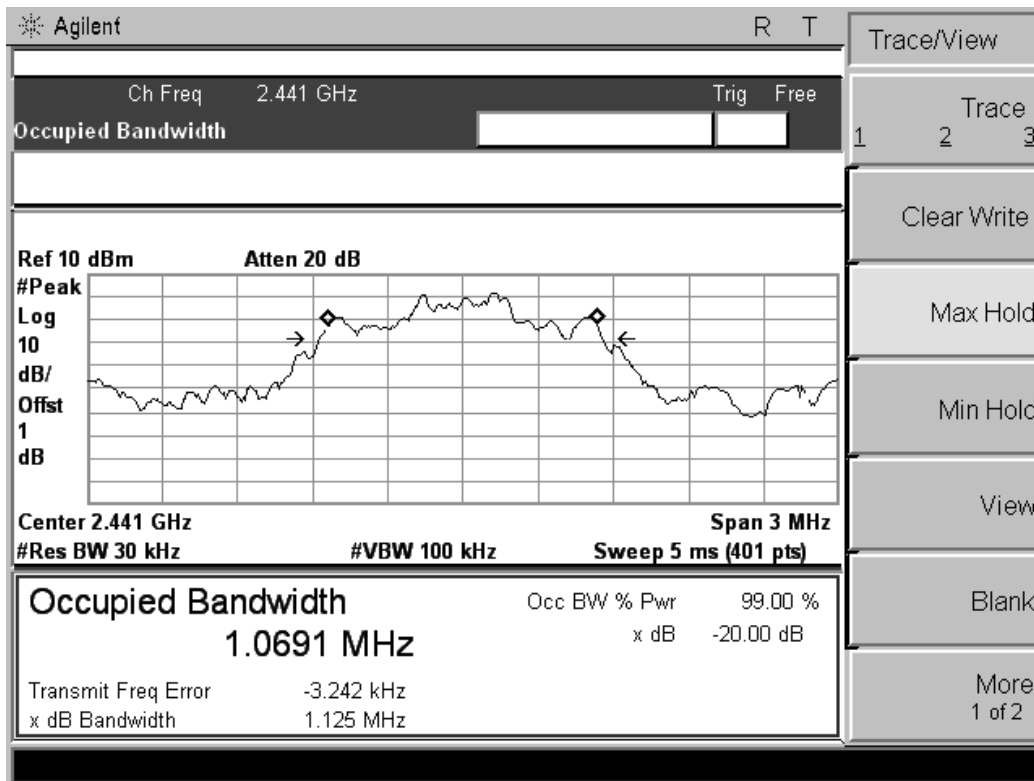 Agilent R T
Ch Freq 2.441 GHz Trig Free
Occupied Bandwidth
Ref 10 dBm Atten 20 dB
#Peak
Log
10
dB/
Offst
1
dB
Center 2.441 GHz Span 3 MHz
#Res BW 30 kHz #VBW 100 kHz Sweep 5 ms (401 pts)
Occupied Bandwidth
1.0691 MHz
Occ BW % Pwr 99.00 %
x dB -20.00 dB
Transmit Freq Error -3.242 kHz
x dB Bandwidth 1.125 MHz
Trace/View
Trace
1 2 3
Clear Write
Max Hold
Min Hold
View
Blank
More
1 of 2